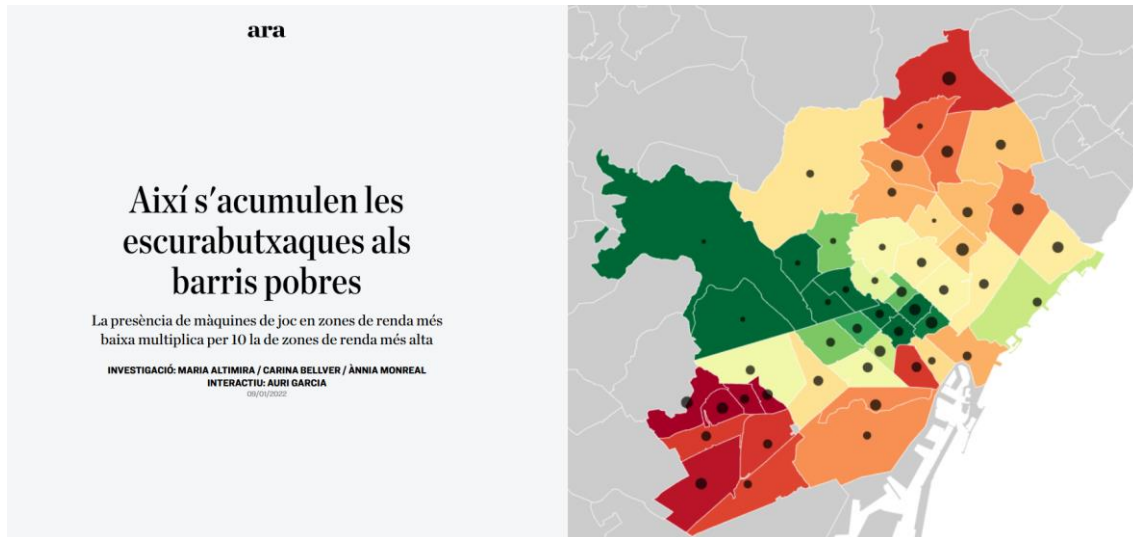 ara
Així s'acumulen les
escurabutxaques als
barris pobres
La presència de màquines de joc en zones de renda més
baixa multiplica per 10 la de zones de renda més alta
INVESTIGACIÓ: MARIA ALTIMIRA / CARINA BELLVER / ÀNNIA MONREAL
INTERACTIU: AURI GARCIA
09/01/2022